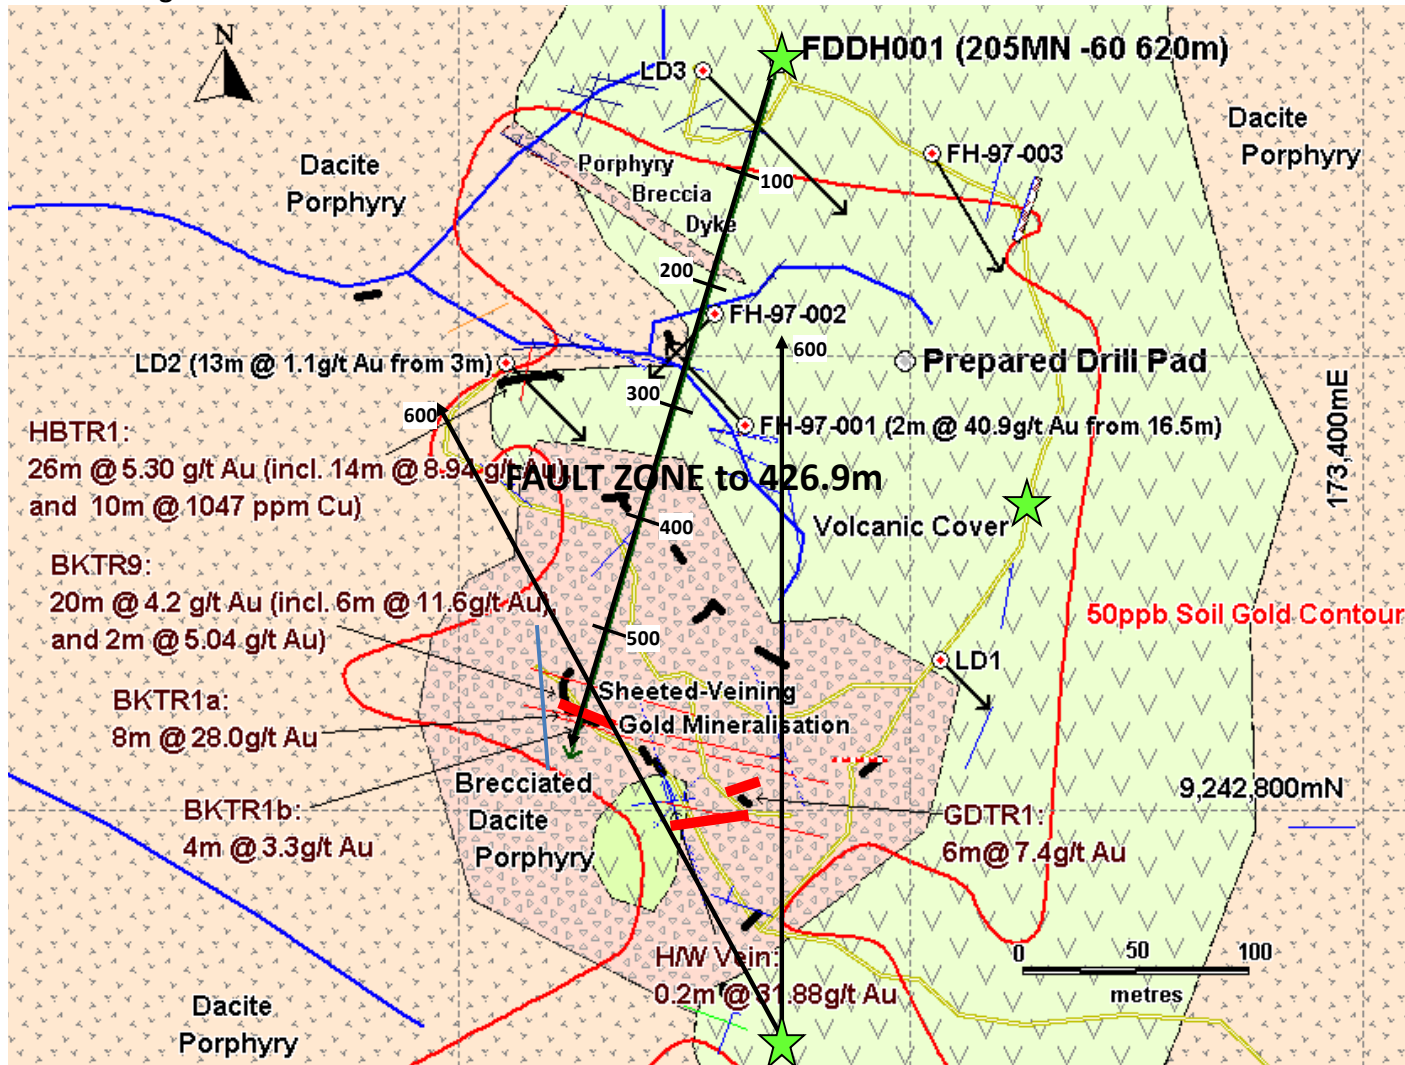 N
FDDH001 (205MN -60 620m)
LD3
Dacite
Porphyry
FH-97-003
Dacite
Porphyry
Porphyry
Breccia
Dyke
100
200
FH-97-002
600
Prepared Drill Pad
LD2 (13m @ 1.1g/t Au from 3m)
300
600
FH-97-001 (2m @ 40.9g/t Au from 16.5m)
173,400mE
HBTR1:
26m @ 5.30 g/t Au (incl. 14m @ 8.94 g/t Au)
and 10m @ 1047 ppm Cu)
FAULT ZONE to 426.9m
400
Volcanic Cover
BKTR9:
20m @ 4.2 g/t Au (incl. 6m @ 11.6g/t Au)
and 2m @ 5.04 g/t Au)
50ppb Soil Gold Contour
500
LD1
BKTR1a:
8m @ 28.0g/t Au
Sheeted-Veining
Gold Mineralisation
BKTR1b:
4m @ 3.3g/t Au
Brecciated
Dacite
Porphyry
9,242,800mN
GDTR1:
6m@ 7.4g/t Au
H/W Vein:
0.2m @ 31.88g/t Au
0 50 100
metres
Dacite
Porphyry